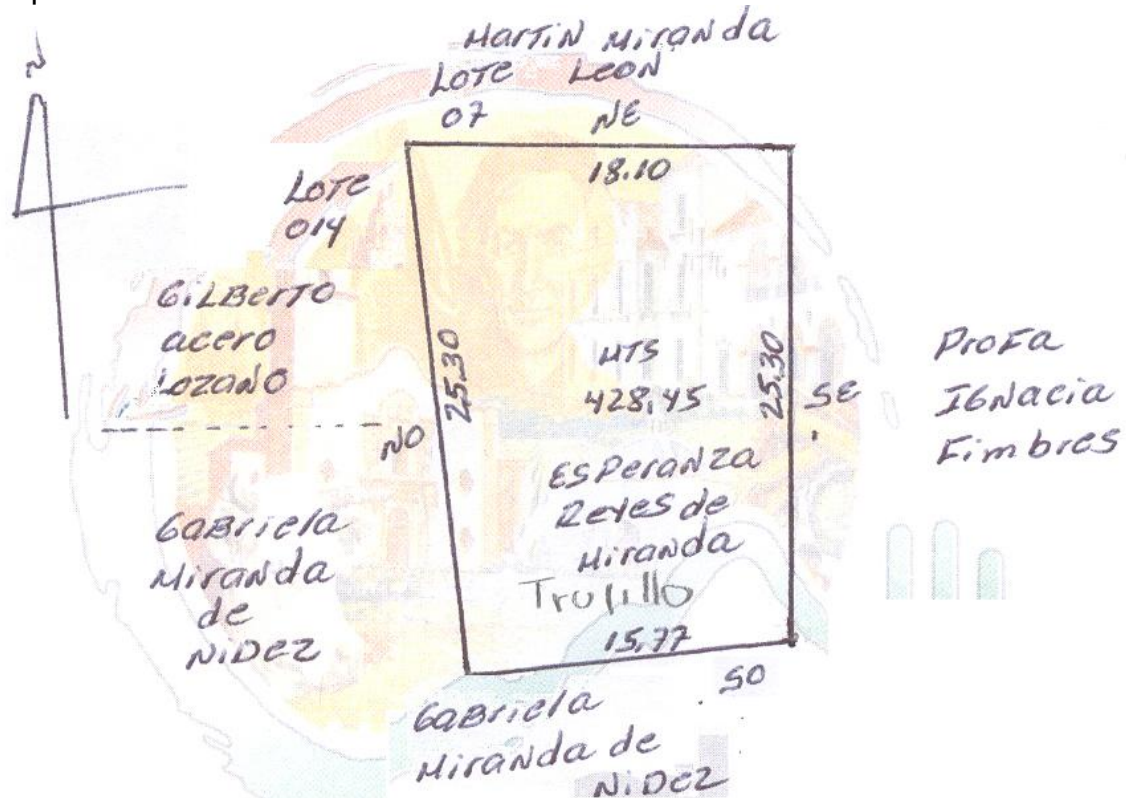 N
Martin Miranda
Lote Leon
07 NE
18.10
Lote
014
Gilberto
acero
Lozano
25.30
NO
MTS
428,45
25.30
SE
Profa
Ignacia
Fimbres
Esperanza
Reyes de
Miranda
Trujillo
15,77
SO
Gabriela
Miranda
de
NiDez
Gabriela
Miranda de
NiDez